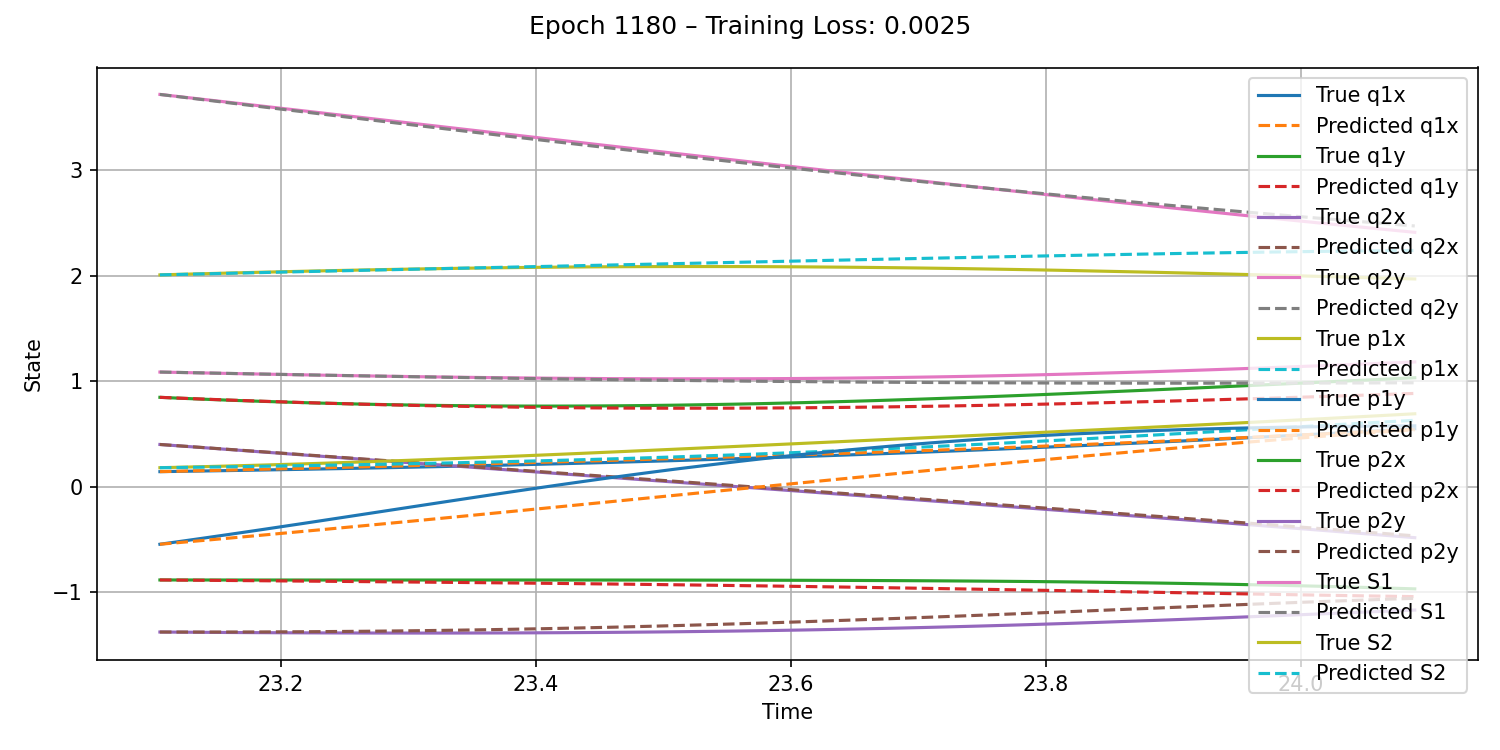 Epoch 1180 – Training Loss: 0.0025
State
3
2
1
0
−1
23.2
23.4
23.6
23.8
24.0
Time
True q1x
Predicted q1x
True q1y
Predicted q1y
True q2x
Predicted q2x
True q2y
Predicted q2y
True p1x
Predicted p1x
True p1y
Predicted p1y
True p2x
Predicted p2x
True p2y
Predicted p2y
True S1
Predicted S1
True S2
Predicted S2